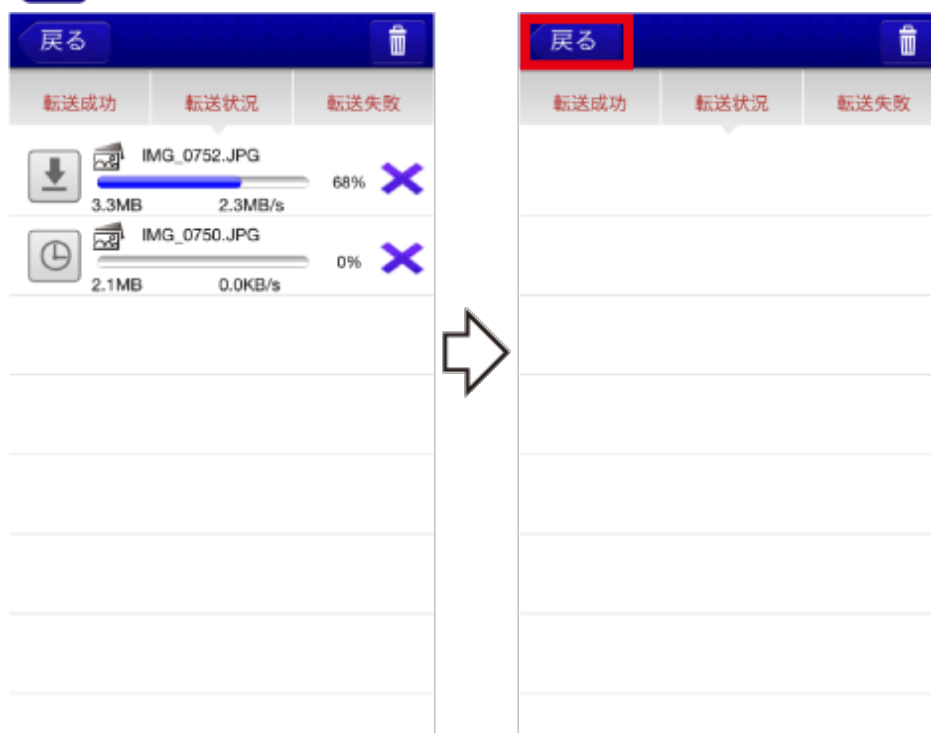 戻る
転送成功 転送状況 転送失敗
IMG_0752.JPG
68%
3.3MB 2.3MB/s
IMG_0750.JPG
0%
2.1MB 0.0KB/s
戻る
転送成功 転送状況 転送失敗